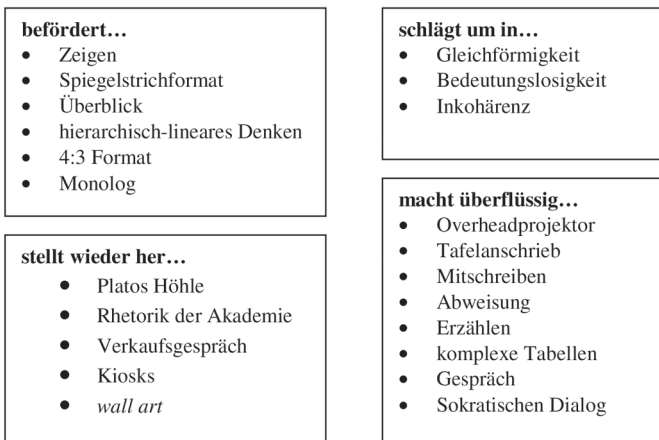 befördert…
• Zeigen
• Spiegelstrichformat
• Überblick
• hierarchisch-lineares Denken
• 4:3 Format
• Monolog
stellt wieder her…
• Platos Höhle
• Rhetorik der Akademie
• Verkaufsgespräch
• Kiosks
• wall art
schlägt um in…
• Gleichförmigkeit
• Bedeutungslosigkeit
• Inkohärenz
macht überflüssig…
• Overheadprojektor
• Tafelanschrieb
• Mitschreiben
• Abweisung
• Erzählen
• komplexe Tabellen
• Gespräch
• Sokratischen Dialog